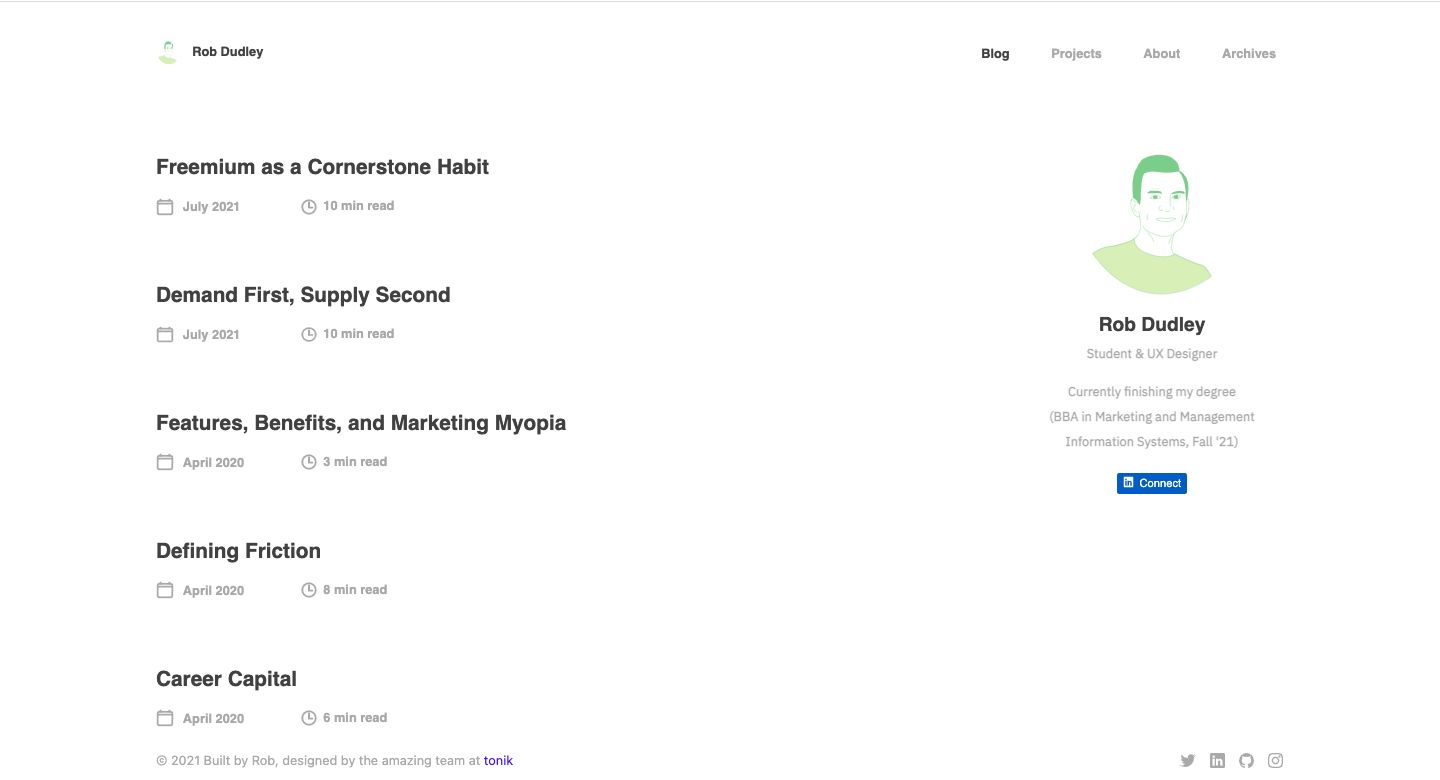 Rob Dudley
Blog
Projects
About
Archives
Freemium as a Cornerstone Habit
July 2021
10 min read
Demand First, Supply Second
July 2021
10 min read
Features, Benefits, and Marketing Myopia
April 2020
3 min read
Defining Friction
April 2020
8 min read
Career Capital
April 2020
6 min read
Rob Dudley
Student & UX Designer
Currently finishing my degree
(BBA in Marketing and Management
Information Systems, Fall '21)
in Connect
© 2021 Built by Rob, designed by the amazing team at tonik
in